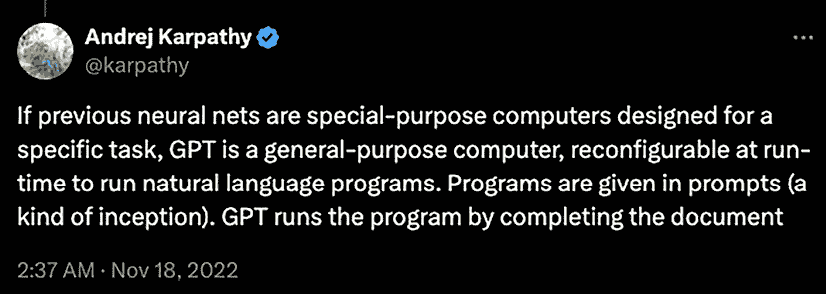 Andrej Karpathy
@karpathy
If previous neural nets are special-purpose computers designed for a
specific task, GPT is a general-purpose computer, reconfigurable at run-
time to run natural language programs. Programs are given in prompts (a
kind of inception). GPT runs the program by completing the document
2:37 AM · Nov 18, 2022